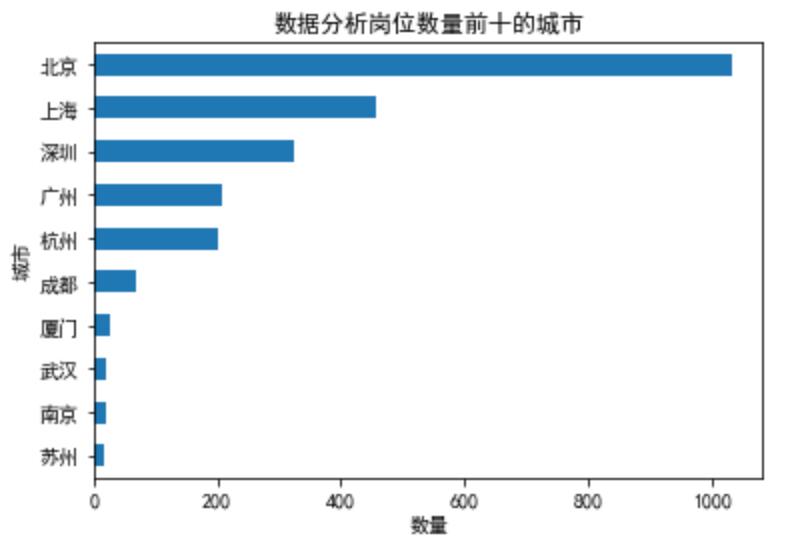 数据分析岗位数量前十的城市
北京
上海
深圳
广州
杭州
成都
厦门
武汉
南京
苏州
城市
0 200 400 600 800 1000
数量